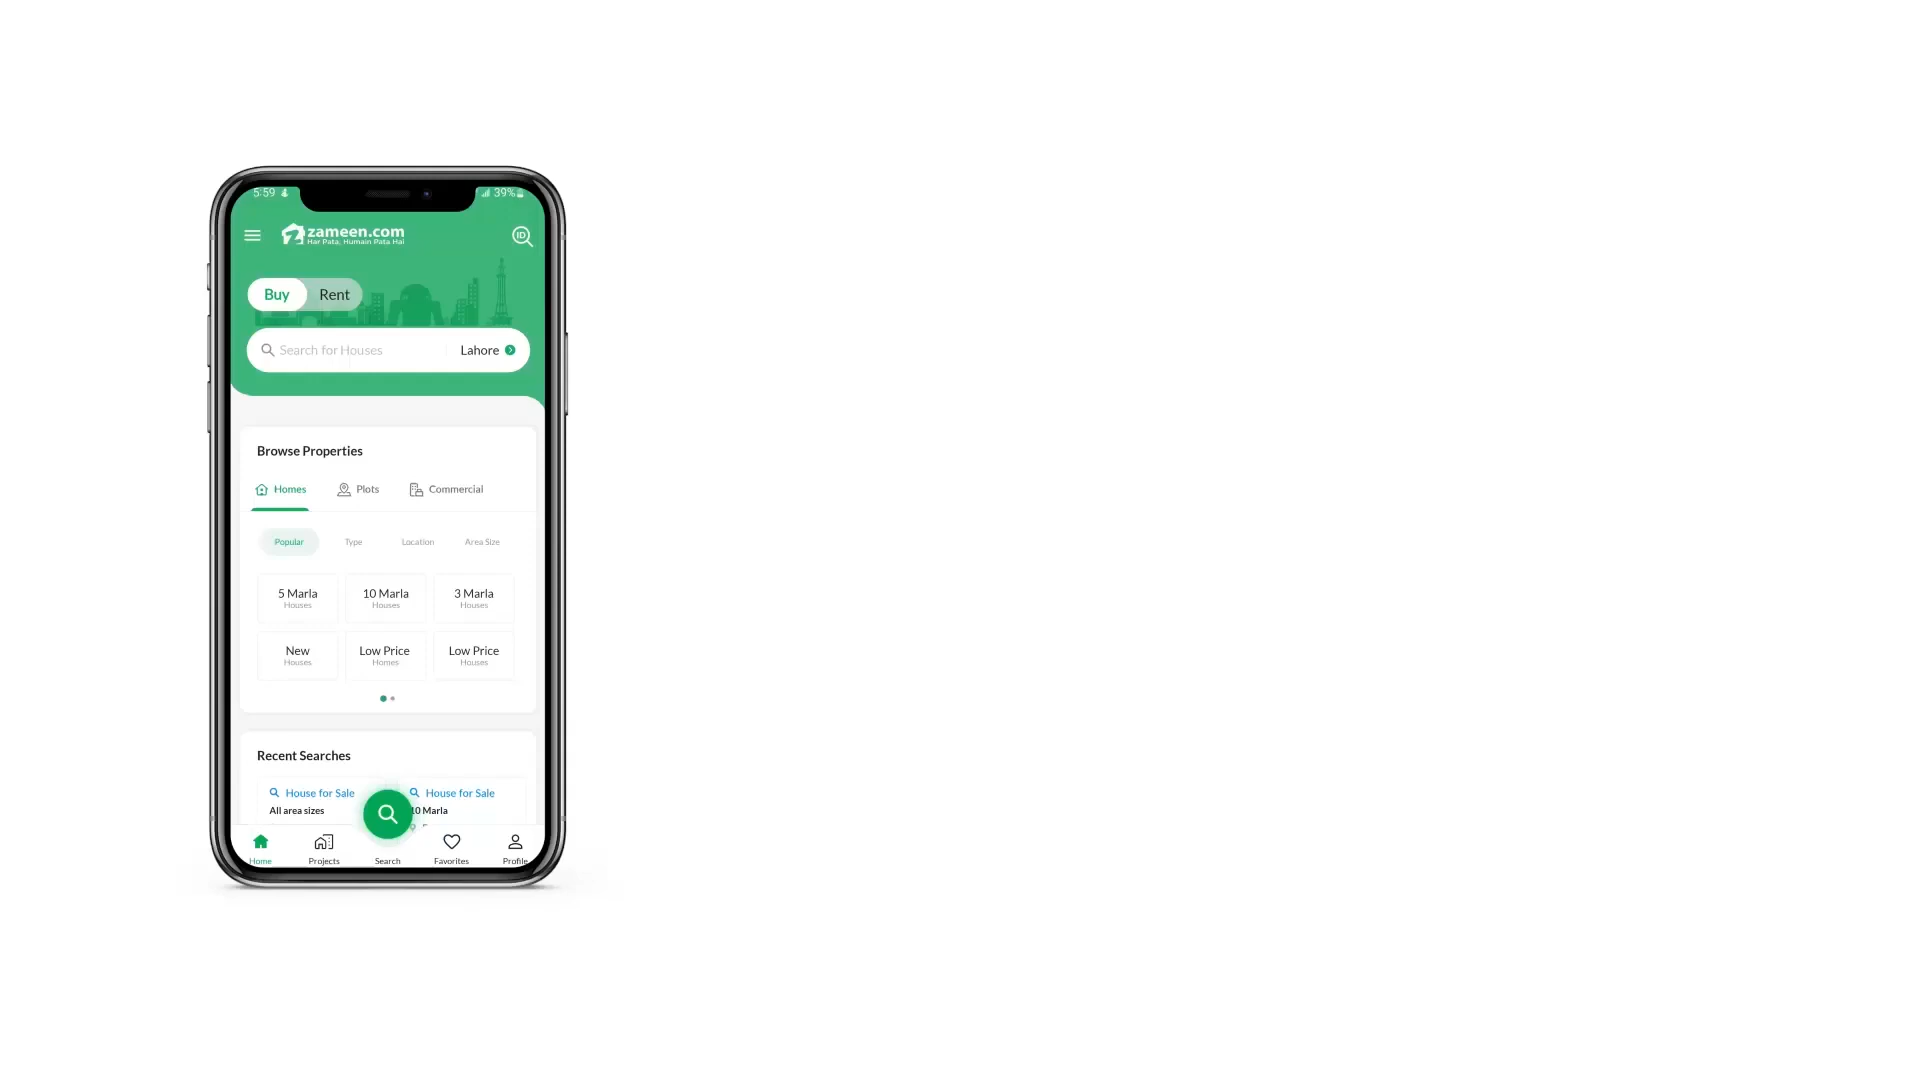 5:59 39%
zameen.com
Har Pata, Humain Pata Hai
ID
Buy Rent
Search for Houses Lahore
Browse Properties
Homes Plots Commercial
Popular Type Location Area Size
5 Marla 10 Marla 3 Marla
Houses Houses Houses
New Low Price Low Price
Houses Homes Houses
Recent Searches
House for Sale House for Sale
All area sizes 10 Marla
Home Projects Search Favorites Profile